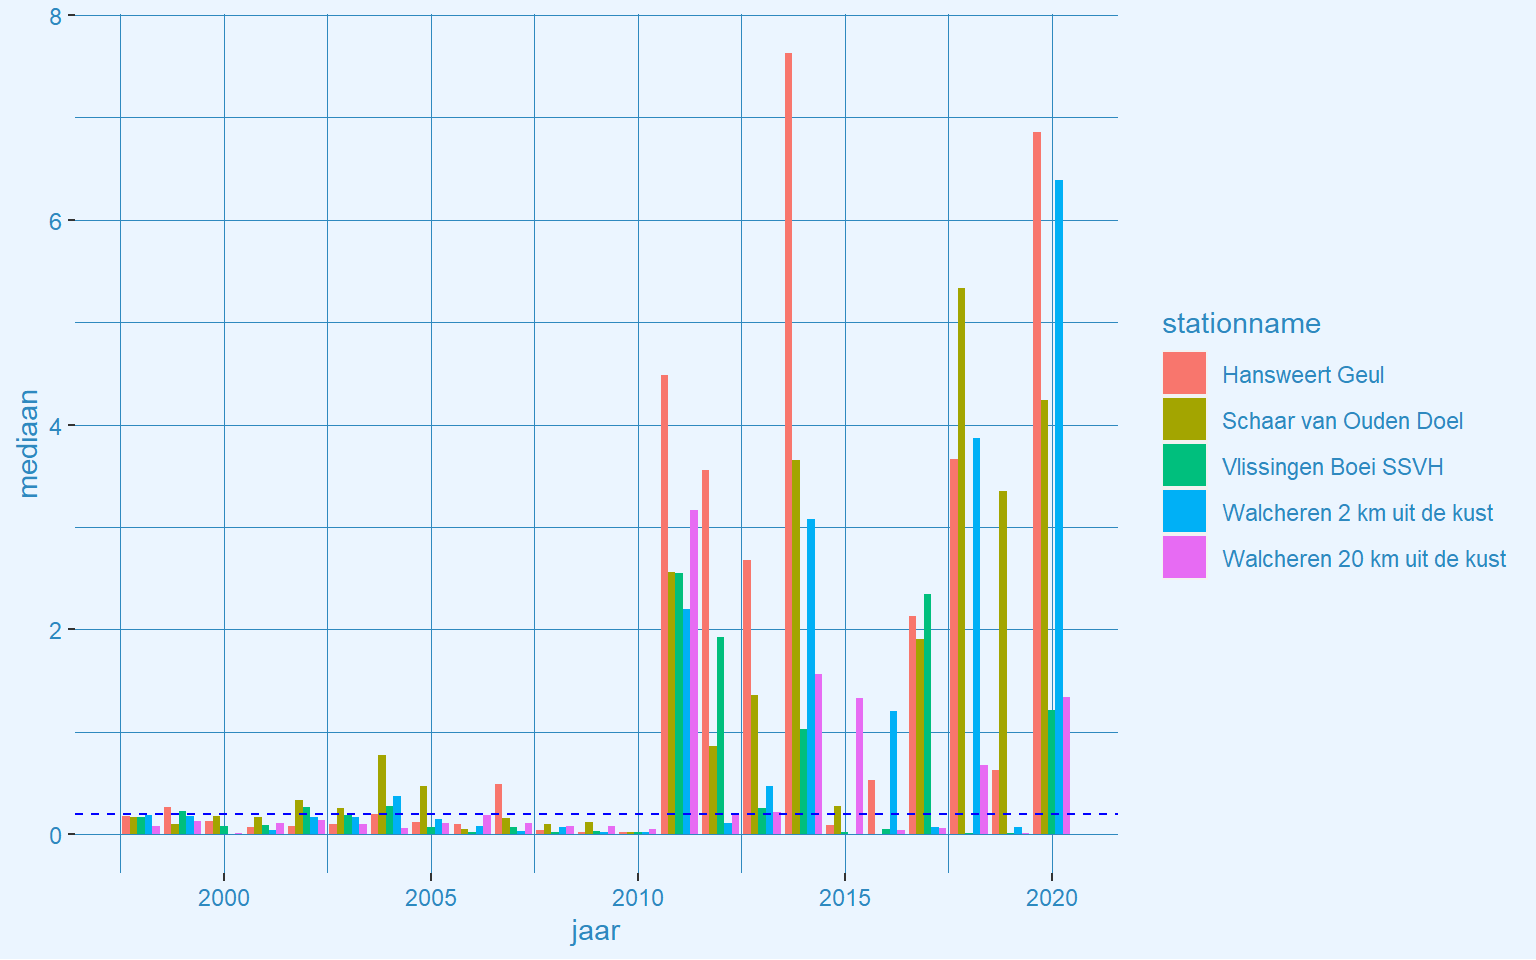 8
6
4
2
0
mediaan
2000
2005
2010
2015
2020
jaar
stationname
Hansweert Geul
Schaar van Ouden Doel
Vlissingen Boei SSVH
Walcheren 2 km uit de kust
Walcheren 20 km uit de kust